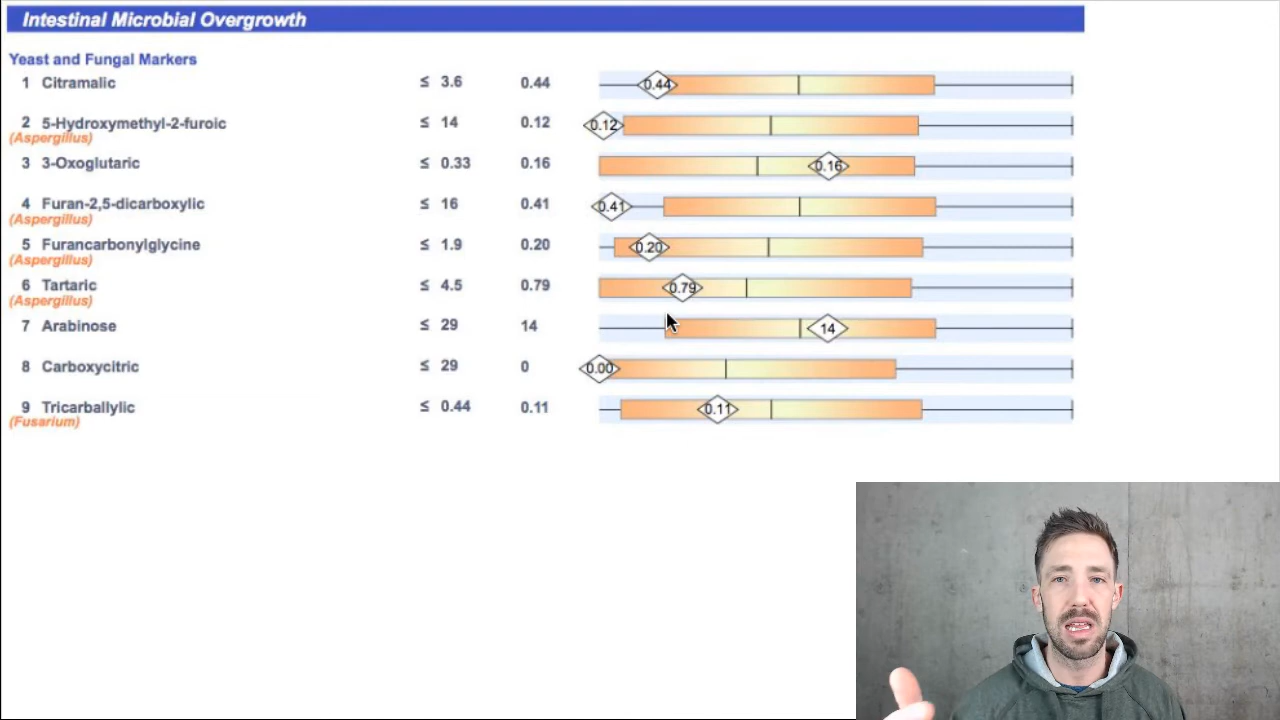 Intestinal Microbial Overgrowth
Yeast and Fungal Markers
1 Citramalic ≤ 3.6 0.44 0.44
2 5-Hydroxymethyl-2-furoic ≤ 14 0.12 0.12
(Aspergillus)
3 3-Oxoglutaric ≤ 0.33 0.16 0.16
4 Furan-2,5-dicarboxylic ≤ 16 0.41 0.41
(Aspergillus)
5 Furancarbonylglycine ≤ 1.9 0.20 0.20
(Aspergillus)
6 Tartaric ≤ 4.5 0.79 0.79
(Aspergillus)
7 Arabinose ≤ 29 14 14
8 Carboxycitric ≤ 29 0 0.00
9 Tricarballylic ≤ 0.44 0.11 0.11
(Fusarium)